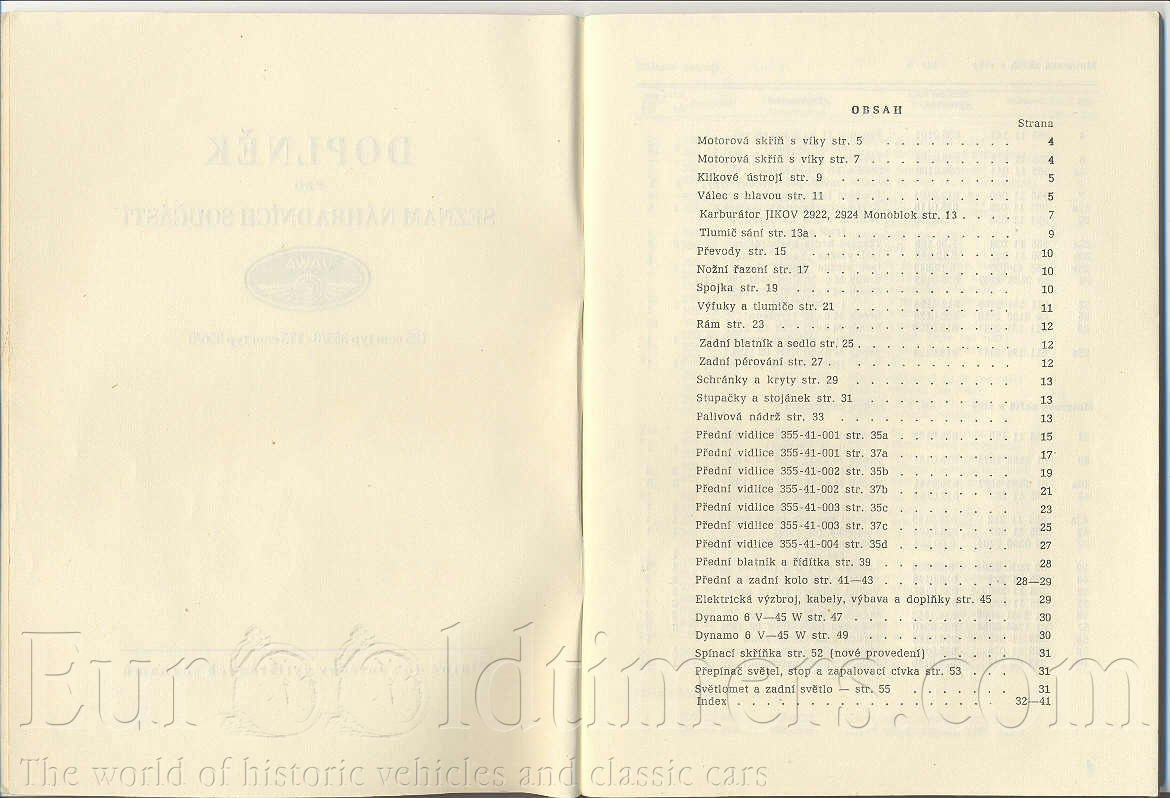 DOPLNĚK
SEZNAM NÁHRADNÍCH SOUČÁSTÍ
OBSAH
Strana
Motorová skříň s víky str. 5 . . . . . . . . . 4
Motorová skříň s víky str. 7 . . . . . . . . . . 4
Klikové ústrojí str. 9 . . . . . . . . . . . . 5
Válec s hlavou str. 11 . . . . . . . . . . . . 5
Karburátor JIKOV 2922, 2924 Monoblok str. 13 . . . . 7
Tlumič sání str. 13a . . . . . . . . . . . . . . 9
Převody str. 15 . . . . . . . . . . . . . . 10
Nožní řazení str. 17 . . . . . . . . . . . . . 10
Spojka str. 19 . . . . . . . . . . . . . . . 10
Výfuky a tlumiče str. 21 . . . . . . . . . . . . 11
Rám str. 23 . . . . . . . . . . . . . . . . 12
Zadní blatník a sedlo str. 25 . . . . . . . . . . . 12
Zadní pérování str. 27 . . . . . . . . . . . . 12
Schránky a kryty str. 29 . . . . . . . . . . . 13
Stupačky a stojánek str. 31 . . . . . . . . . . 13
Palivová nádrž str. 33 . . . . . . . . . . . . 13
Přední vidlice 355-41-001 str. 35a . . . . . . . . 15
Přední vidlice 355-41-001 str. 37a . . . . . . . . 17
Přední vidlice 355-41-002 str. 35b . . . . . . . . 19
Přední vidlice 355-41-002 str. 37b . . . . . . . . 21
Přední vidlice 355-41-003 str. 35c . . . . . . . . 23
Přední vidlice 355-41-003 str. 37c . . . . . . . . 25
Přední vidlice 355-41-004 str. 35d . . . . . . . . 27
Přední blatník a řídítka str. 39 . . . . . . . . . 28
Přední a zadní kolo str. 41—43 . . . . . . . . . 28—29
Elektrická výzbroj, kabely, výbava a doplňky str. 45 . 29
Dynamo 6 V—45 W str. 47 . . . . . . . . . . . 30
Dynamo 6 V—45 W str. 49 . . . . . . . . . . 30
Spínací skříňka str. 52 (nové provedení) . . . . . . 31
Přepínač světel, stop a zapalovací cívka str. 53 . . . 31
Světlomet a zadní světlo — str. 55 . . . . . . . 31
Index . . . . . . . . . . . . . . . . . . 32—41
Euro Oldtimers.com
The world of historic vehicles and classic cars